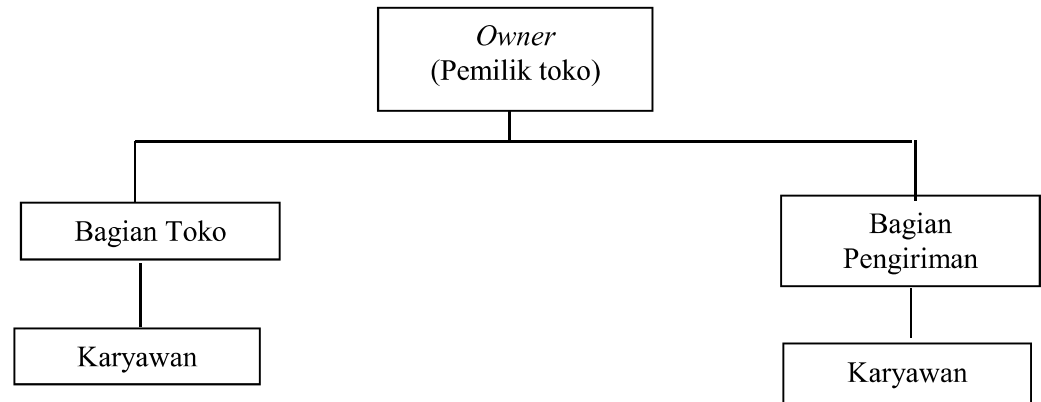 Owner
(Pemilik toko)
Bagian Toko
Bagian
Pengiriman
Karyawan
Karyawan